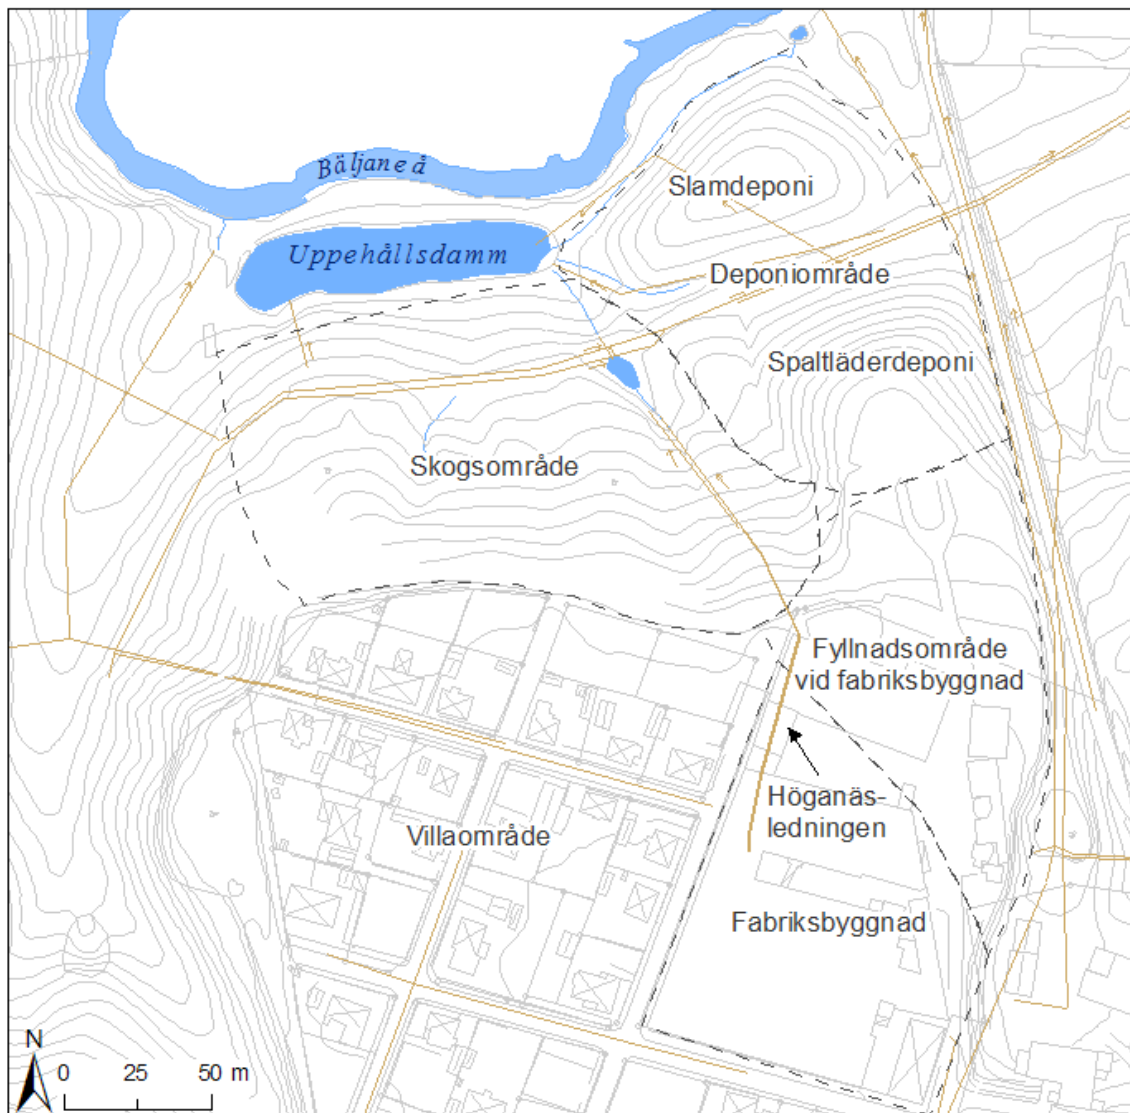 Bäljane å
Slamdeponi
Uppehållsdamm
Deponiområde
Spaltläderdeponi
Skogsområde
Fyllnadsområde
vid fabriksbyggnad
Höganäs-
ledningen
Villaområde
Fabriksbyggnad
N
0 25 50 m